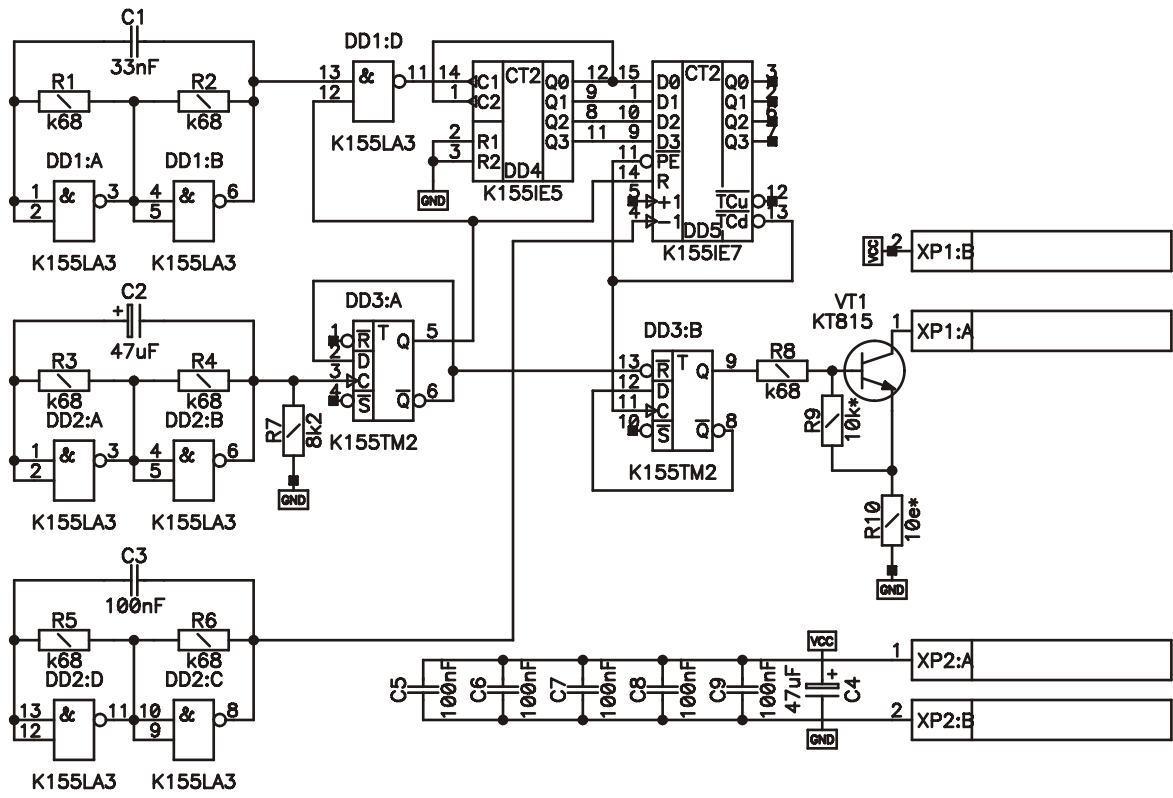 C1
33nF
R1
R2
k68
k68
DD1:A
DD1:B
1
2
&
3
4
5
&
6
K155LA3
K155LA3
DD1:D
13
12
&
11
K155LA3
14
1
2
3
C1
C2
R1
R2
CT2
Q0
Q1
Q2
Q3
DD4
12
9
8
11
K155IE5
GND
15
1
10
9
11
14
5
4
D0
D1
D2
D3
PE
R
+1
-1
CT2
Q0
Q1
Q2
Q3
TCu
TCd
DD5
3
2
6
7
12
13
K155IE7
C2
+
47uF
R3
R4
k68
k68
DD2:A
DD2:B
1
2
&
3
4
5
&
6
K155LA3
K155LA3
R7
8k2
GND
DD3:A
1
2
3
4
R
D
C
S
T
Q
Q
5
6
K155TM2
DD3:B
13
12
11
10
R
D
C
S
T
Q
Q
9
8
K155TM2
R8
k68
R9
10k*
VT1
KT815
R10
10e*
GND
VCC
2
XP1:B
1
XP1:A
C3
100nF
R5
R6
k68
k68
DD2:D
DD2:C
13
12
&
11
10
9
&
8
K155LA3
K155LA3
C5
100nF
C6
100nF
C7
100nF
C8
100nF
C9
100nF
47uF
+
C4
VCC
GND
1
XP2:A
2
XP2:B